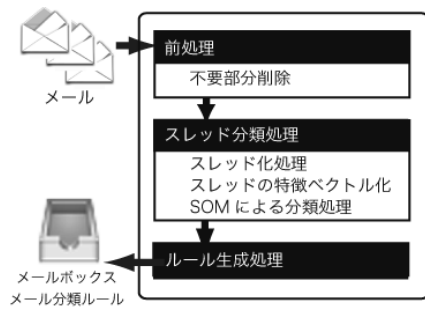 メール
前処理
不要部分削除
スレッド分類処理
スレッド化処理
スレッドの特徴ベクトル化
SOM による分類処理
ルール生成処理
メールボックス
メール分類ルール